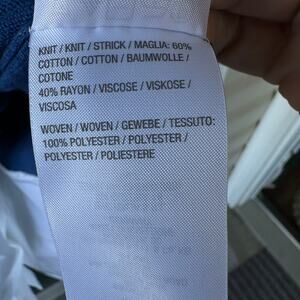 KNIT / KNIT / STRICK / MAGLIA: 60%
COTTON / COTTON / BAUMWOLLE /
COTONE
40% RAYON / VISCOSE / VISKOSE /
VISCOSA
WOVEN / WOVEN / GEWEBE / TESSUTO:
100% POLYESTER / POLYESTER /
POLYESTER / POLIESTERE